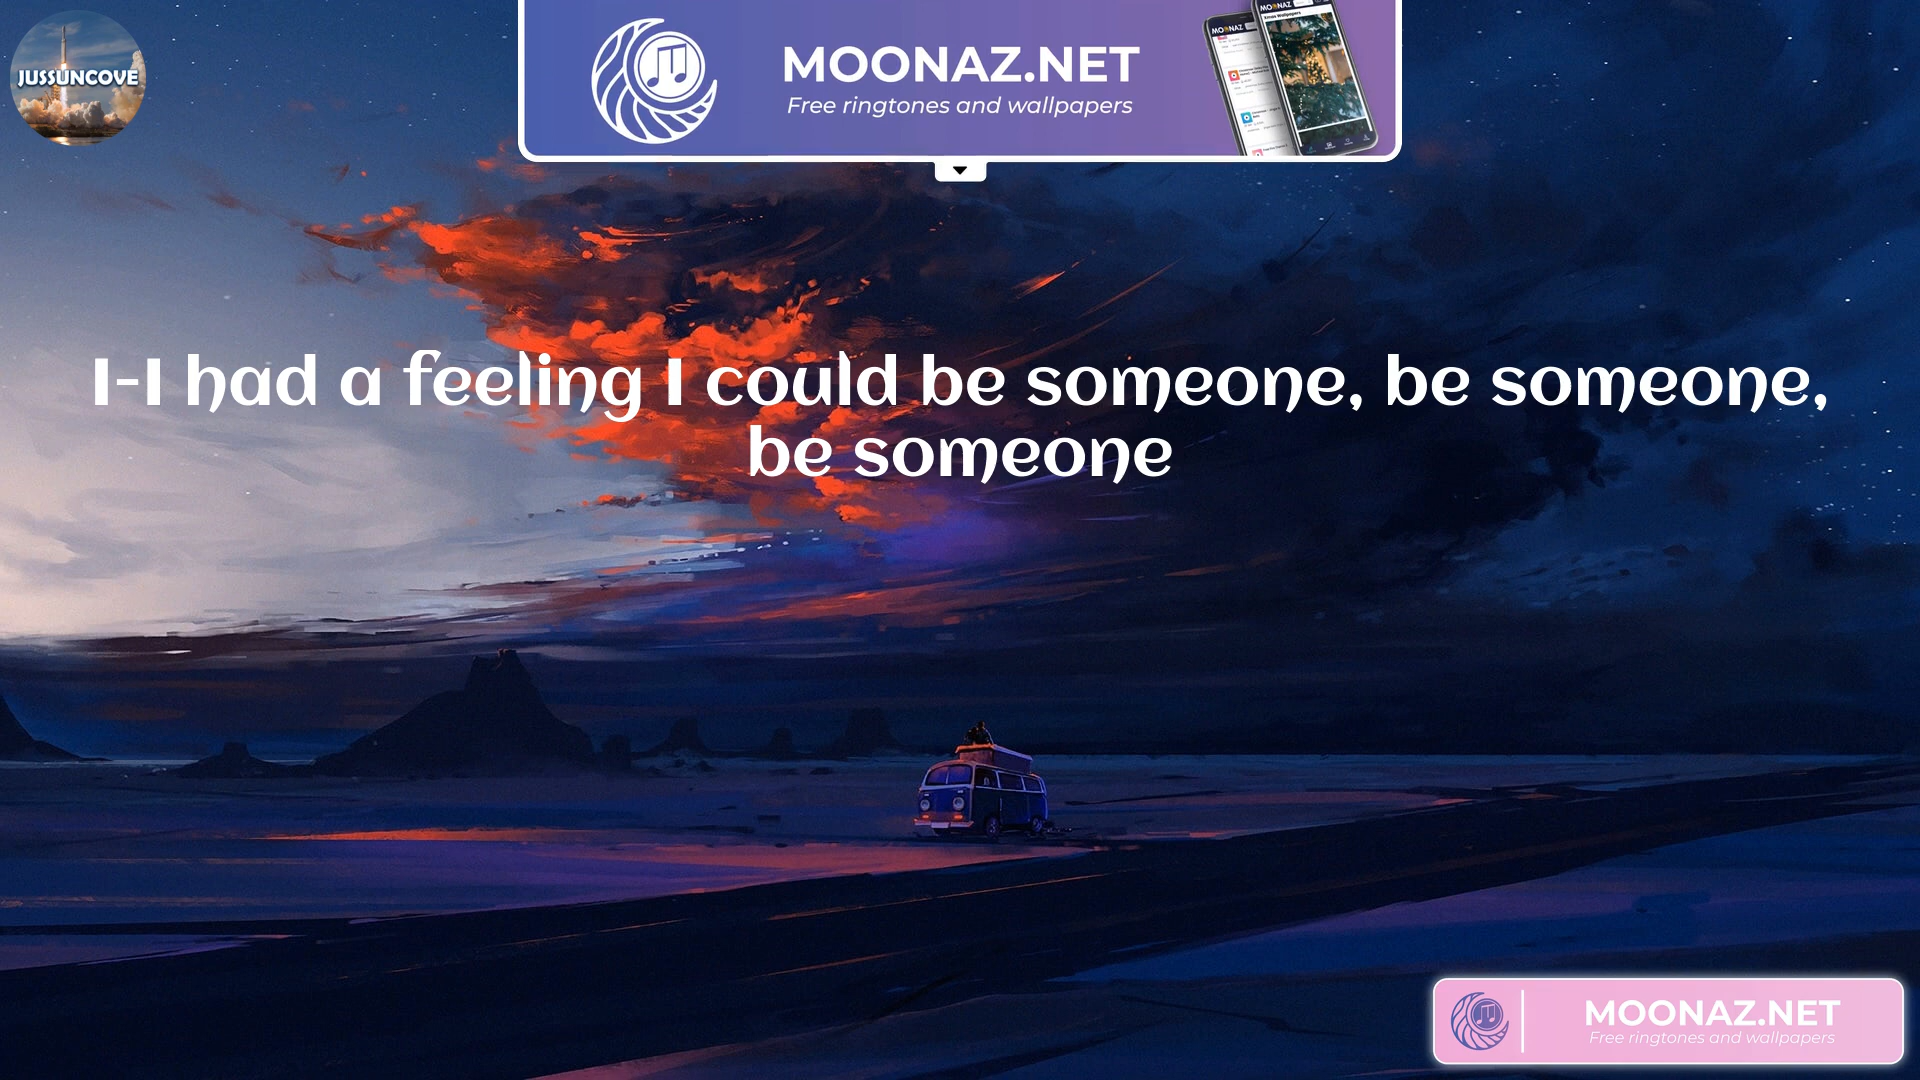 JUSSUNCOVE
MOONAZ.NET
Free ringtones and wallpapers
I-I had a feeling I could be someone, be someone,
be someone
MOONAZ.NET
Free ringtones and wallpapers